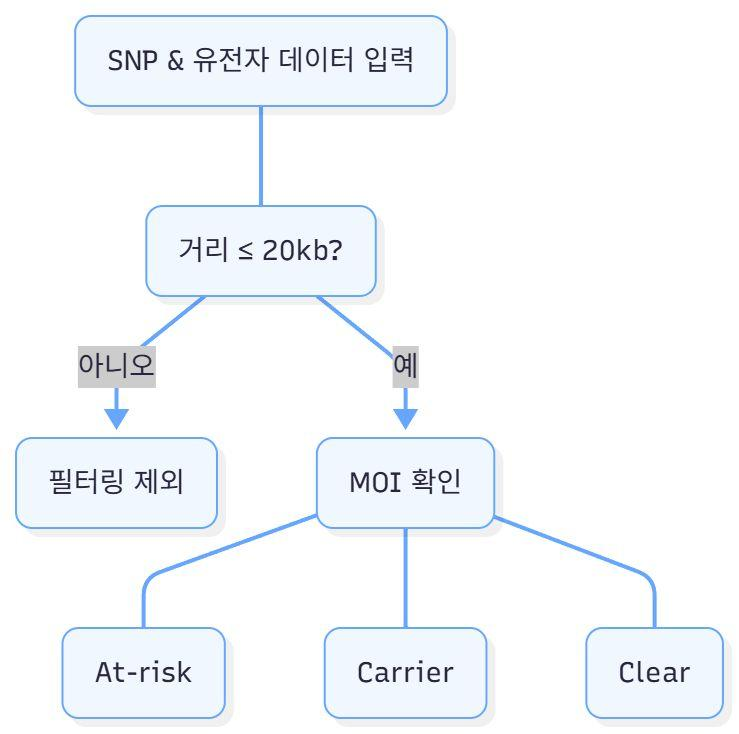 SNP & 유전자 데이터 입력
거리 ≤ 20kb?
아니오
예
필터링 제외
MOI 확인
At-risk
Carrier
Clear